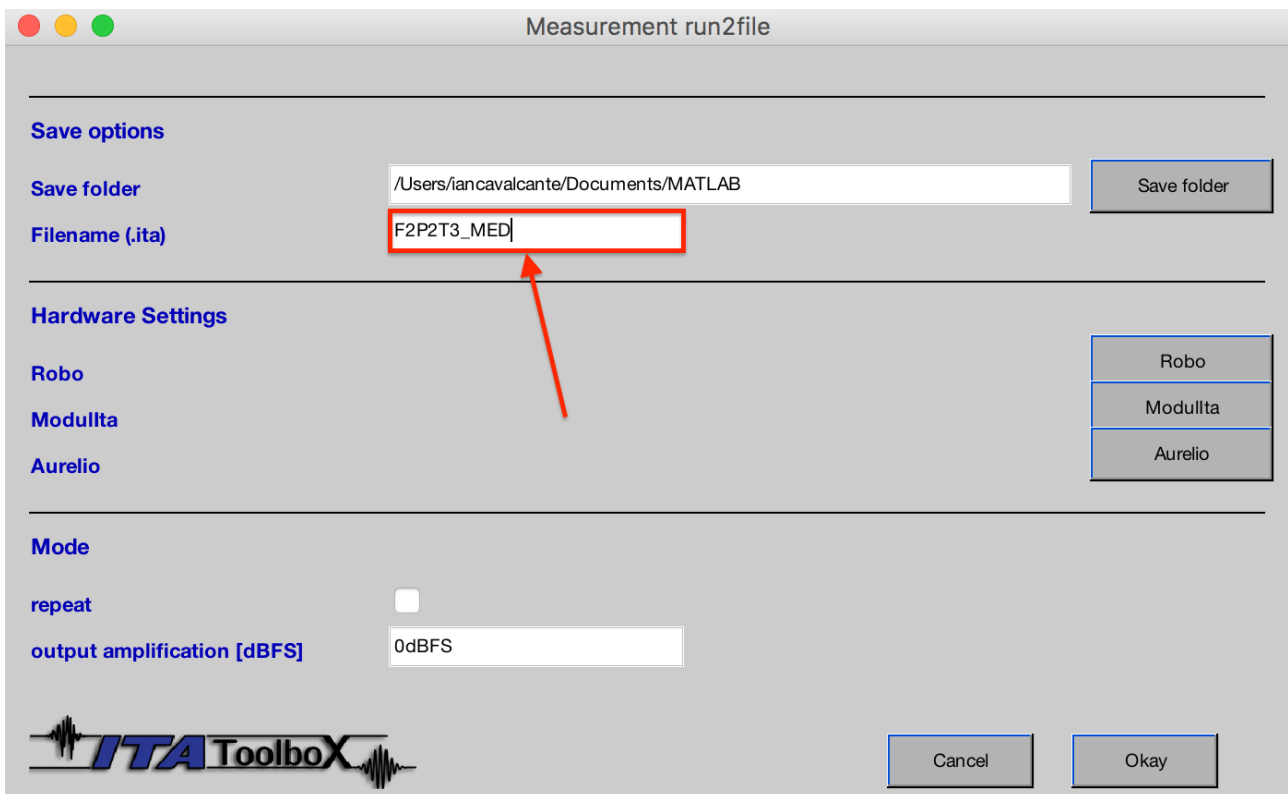 Measurement run2file
Save options
Save folder /Users/iancavalcante/Documents/MATLAB Save folder
Filename (.ita) F2P2T3_MED
Hardware Settings
Robo Robo
ModulIta ModulIta
Aurelio Aurelio
Mode
repeat
output amplification [dBFS] 0dBFS
ITA ToolboX Cancel Okay